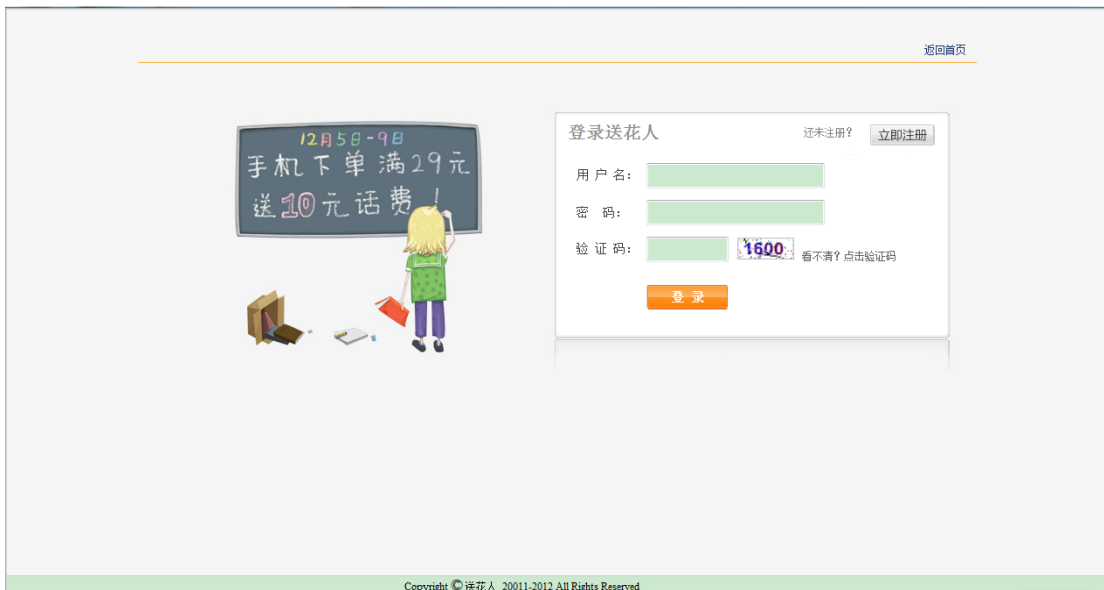 返回首页
12月5日-9日
手机下单满29元
送10元话费!
登录送花人
还未注册?
立即注册
用 户 名:
密 码:
验 证 码:
1600
看不清? 点击验证码
登 录
Copyright © 送花人 20011-2012 All Rights Reserved